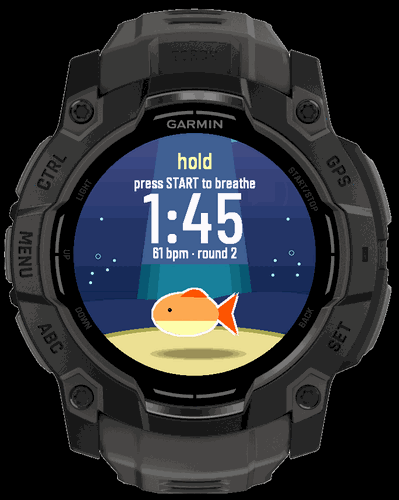 GARMIN
CTRL
LIGHT
GPS
START/STOP
hold
press START to breathe
1:45
61 bpm · round 2
MENU
UP
ABC
DOWN
BACK
SET